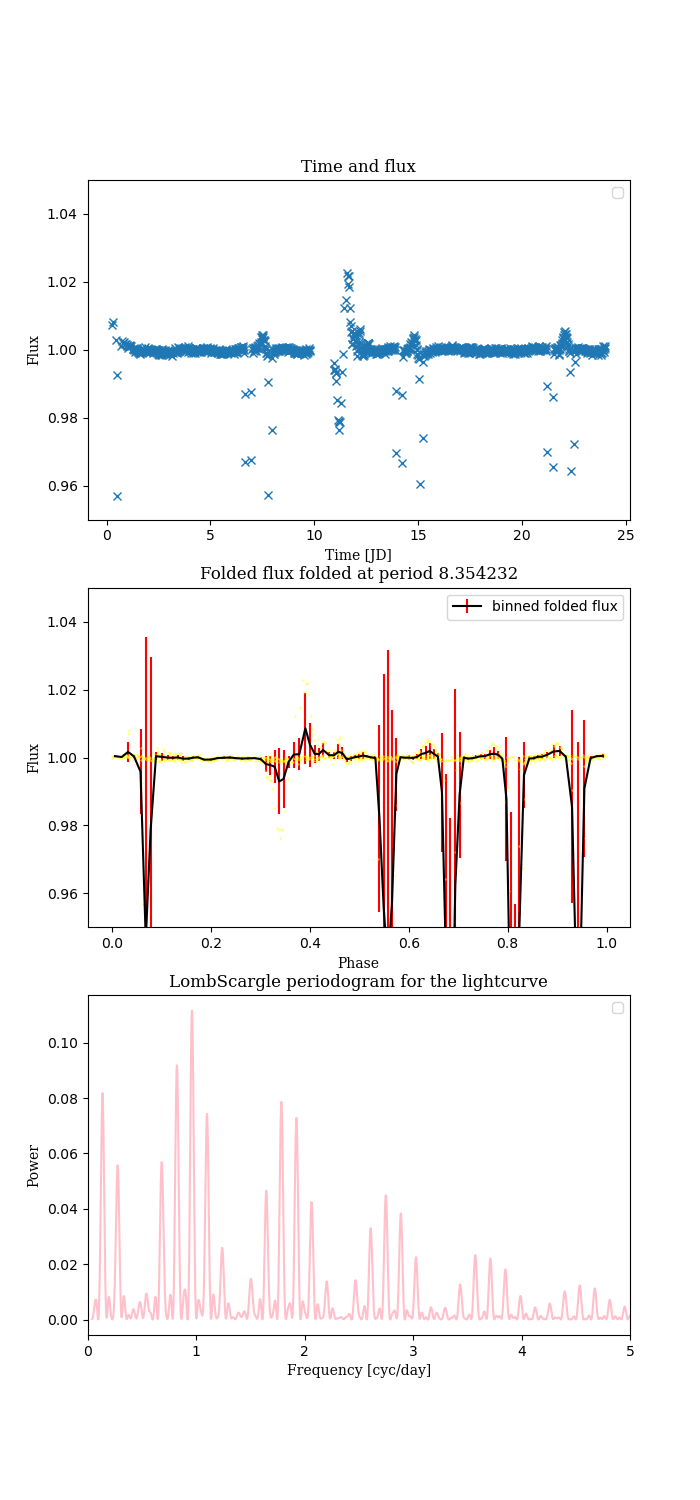 Time and flux
1.04
1.02
1.00
0.98
0.96
Flux
0 5 10 15 20 25
Time [JD]
Folded flux folded at period 8.354232
binned folded flux
1.04
1.02
1.00
0.98
0.96
Flux
0.0 0.2 0.4 0.6 0.8 1.0
Phase
LombScargle periodogram for the lightcurve
0.10
0.08
0.06
0.04
0.02
0.00
Power
0 1 2 3 4 5
Frequency [cyc/day]